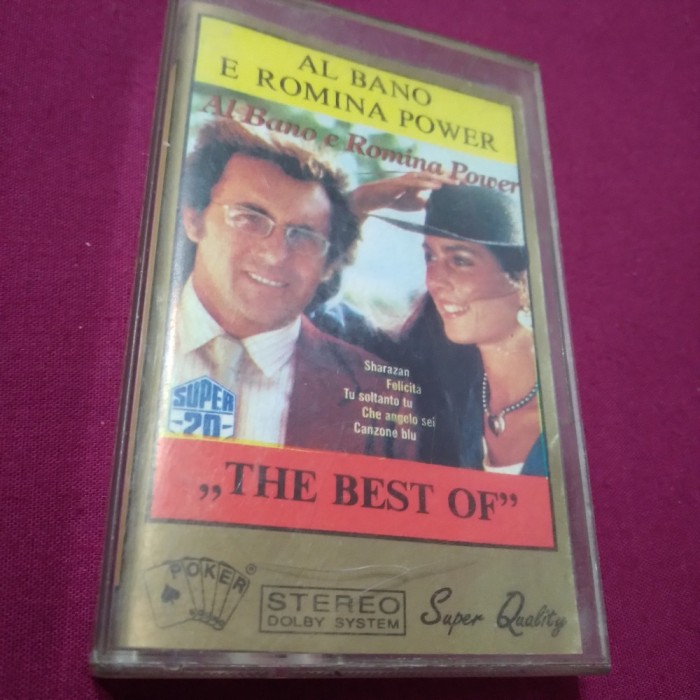 AL BANO
E ROMINA POWER
Al Bano e Romina Power
Sharazan
Felicita
Tu soltanto tu
Che angelo sei
Canzone blu
SUPER
-20-
„THE BEST OF”
POKER®
STEREO
DOLBY SYSTEM
Super Quality